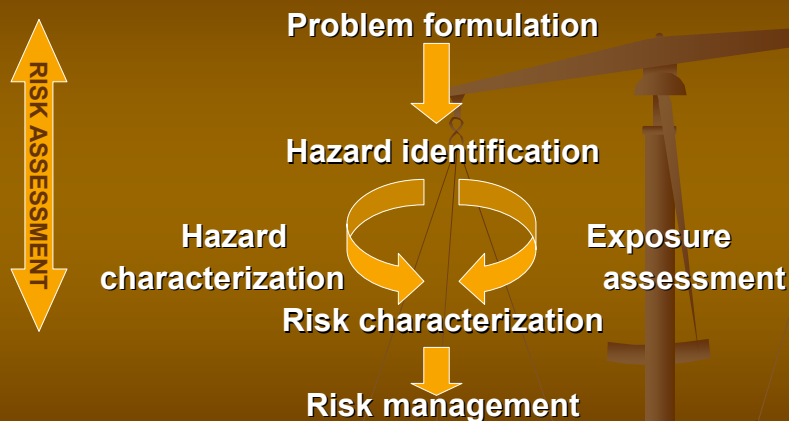 Problem formulation
RISK ASSESSMENT
Hazard identification
Hazard
characterization
Exposure
assessment
Risk characterization
Risk management